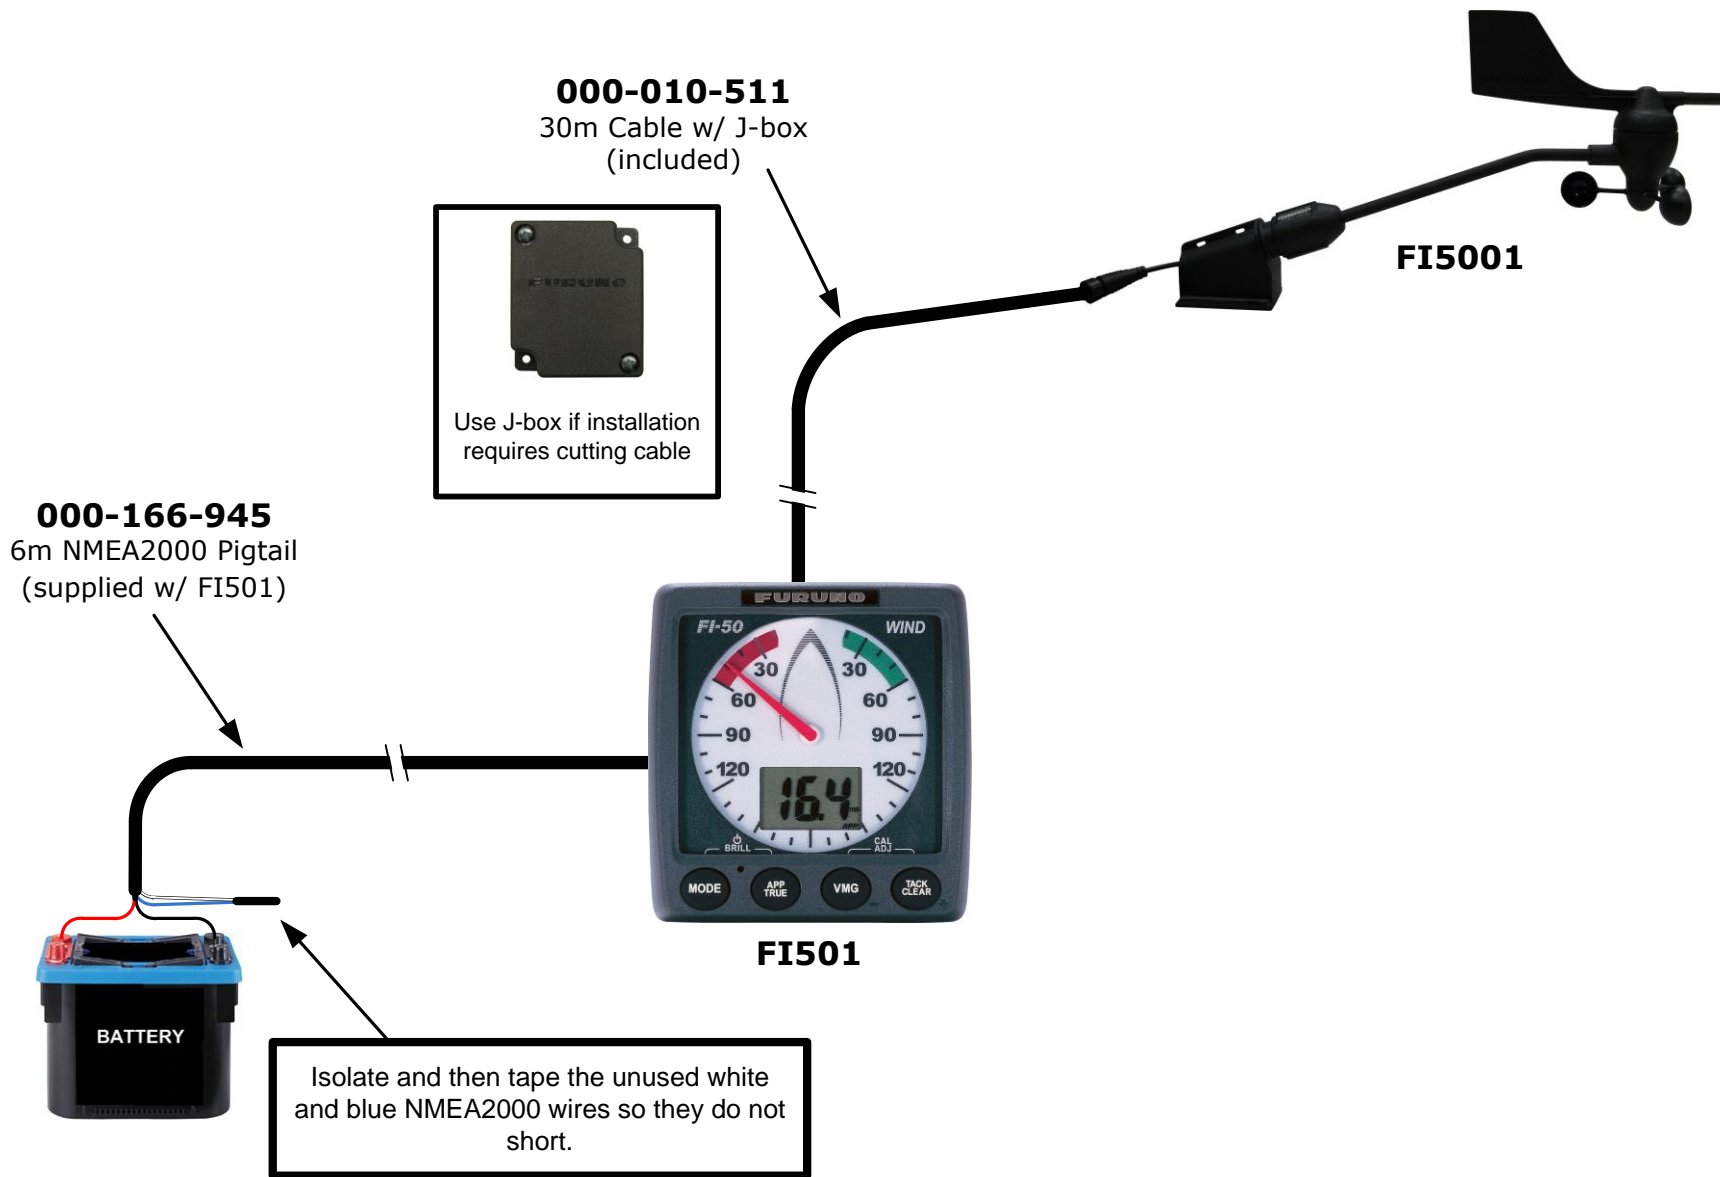 000-010-511
30m Cable w/ J-box
(included)
FI5001
FURUNO
Use J-box if installation
requires cutting cable
000-166-945
6m NMEA2000 Pigtail
(supplied w/ FI501)
FURUNO
FI-50
WIND
30
30
60
60
90
90
120
120
16.4
APP
BRILL
CAL
ADJ
MODE
APP
TRUE
VMG
TACK
CLEAR
FI501
BATTERY
Isolate and then tape the unused white
and blue NMEA2000 wires so they do not
short.